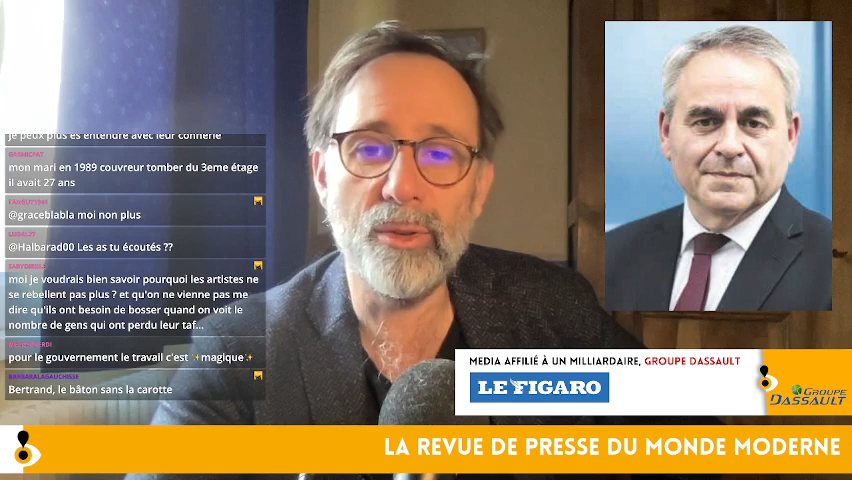 je peux plus es entendre avec leur connerie
mon mari en 1989 couvreur tomber du 3eme étage
il avait 27 ans
@graceblabla moi non plus
@Halbarad00 Les as tu écoutés ??
moi je voudrais bien savoir pourquoi les artistes ne
se rebellent pas plus ? et qu'on ne vienne pas me
dire qu'ils ont besoin de bosser quand on voit le
nombre de gens qui ont perdu leur taf...
pour le gouvernement le travail c'est ✨magique✨
Bertrand, le bâton sans la carotte
MEDIA AFFILIÉ À UN MILLIARDAIRE, GROUPE DASSAULT
LE FIGARO
GROUPE
DASSAULT
LA REVUE DE PRESSE DU MONDE MODERNE